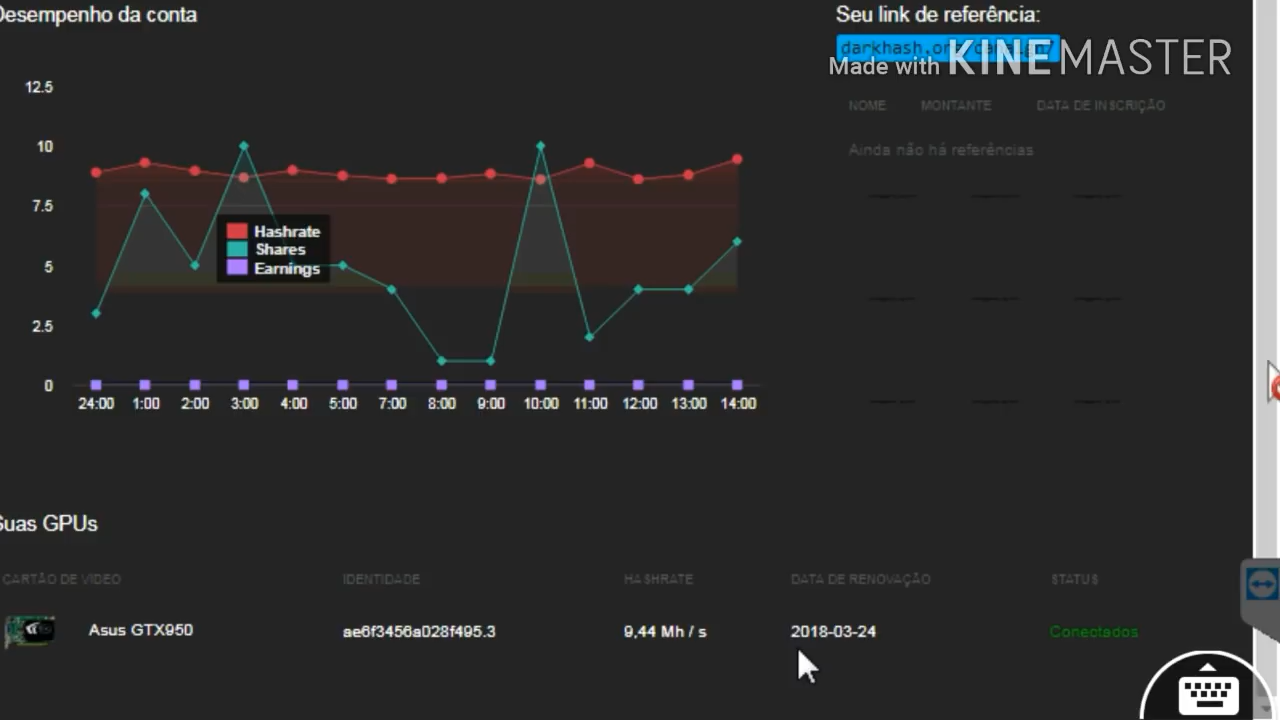 Desempenho da conta
Seu link de referência:
Made with KINEMASTER
12.5
10
7.5
5
2.5
0
Hashrate
Shares
Earnings
24:00 1:00 2:00 3:00 4:00 5:00 7:00 8:00 9:00 10:00 11:00 12:00 13:00 14:00
NOME MONTANTE DATA DE INSCRIÇÃO
Ainda não há referências
Suas GPUs
CARTÃO DE VIDEO IDENTIDADE HASHRATE DATA DE RENOVAÇÃO STATUS
Asus GTX950 ae6f3456a028f495.3 9,44 Mh / s 2018-03-24 Conectados